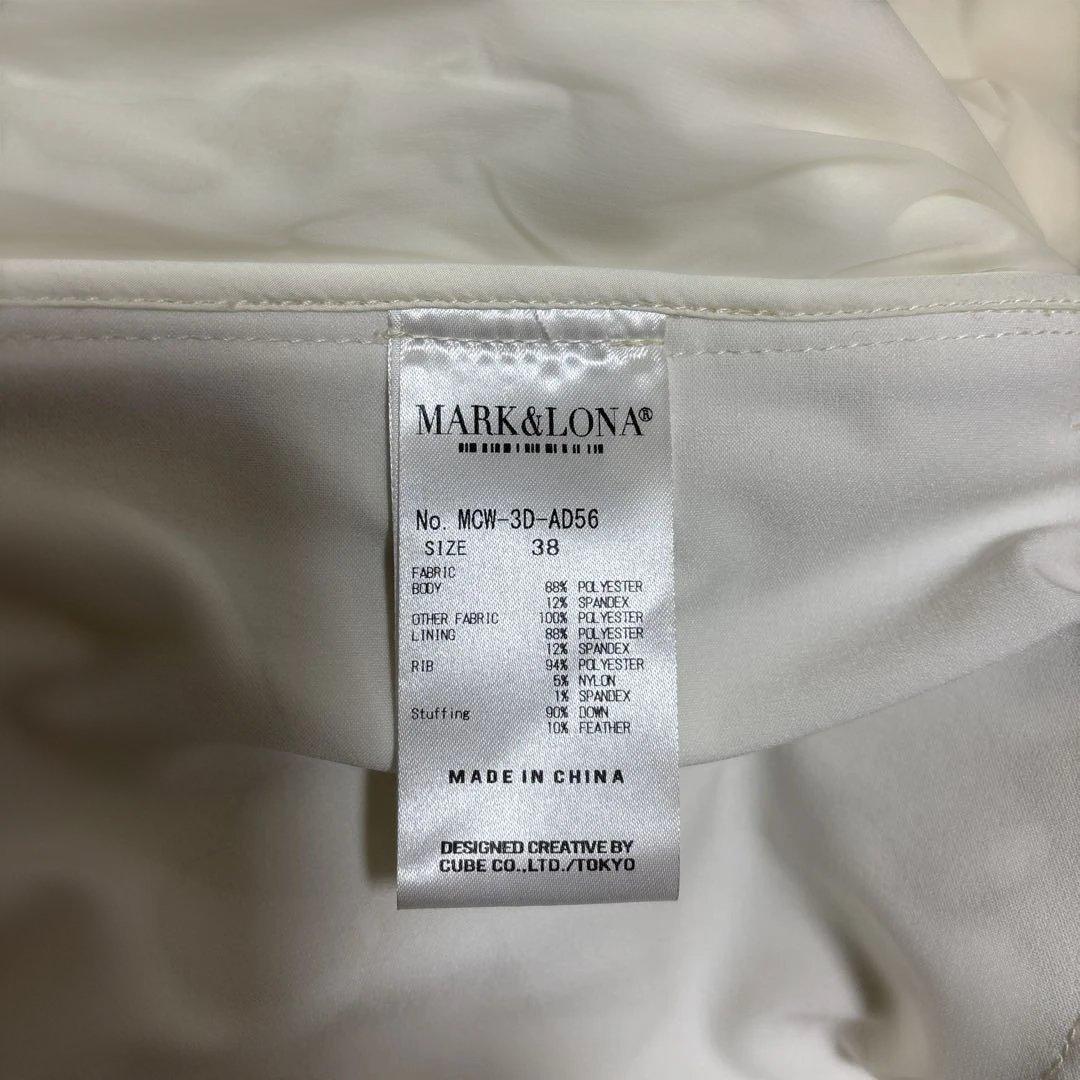 MARK&LONA®
No. MCW-3D-AD56
SIZE 38
FABRIC
BODY 88% POLYESTER
12% SPANDEX
OTHER FABRIC 100% POLYESTER
LINING 88% POLYESTER
12% SPANDEX
RIB 94% POLYESTER
5% NYLON
1% SPANDEX
Stuffing 90% DOWN
10% FEATHER
MADE IN CHINA
DESIGNED CREATIVE BY
CUBE CO.,LTD./TOKYO